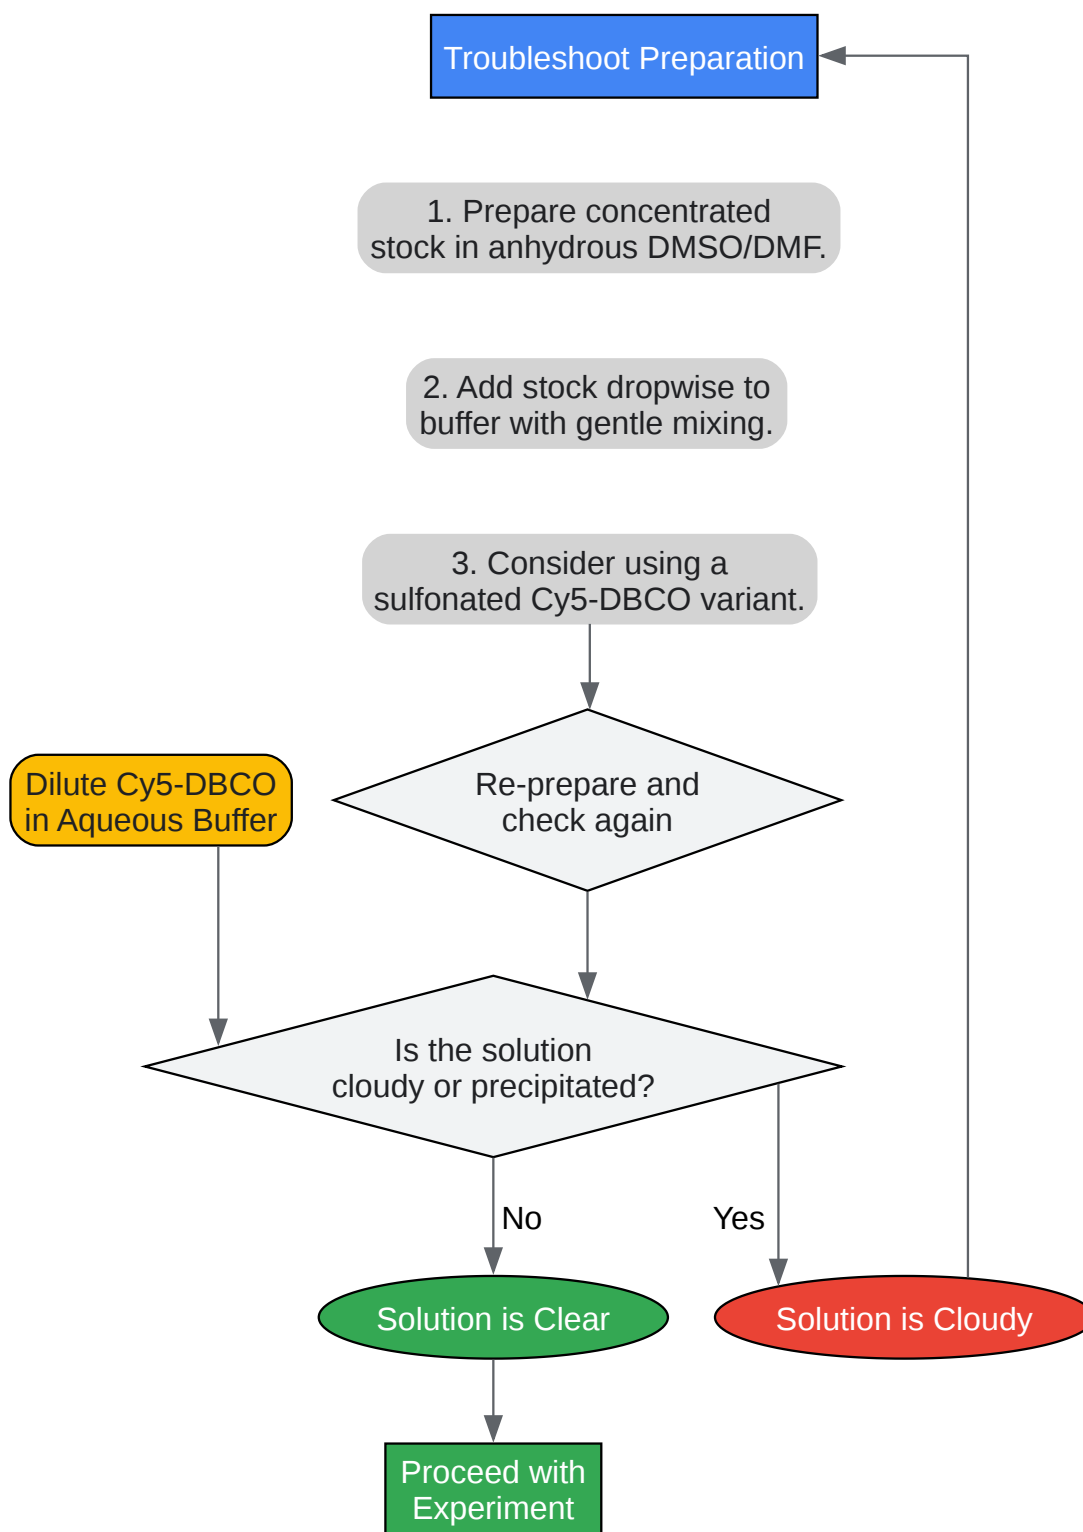 Troubleshoot Preparation
1. Prepare concentrated
stock in anhydrous DMSO/DMF.
2. Add stock dropwise to
buffer with gentle mixing.
3. Consider using a
sulfonated Cy5-DBCO variant.
Dilute Cy5-DBCO
in Aqueous Buffer
Re-prepare and
check again
Is the solution
cloudy or precipitated?
No
Yes
Solution is Clear
Solution is Cloudy
Proceed with
Experiment